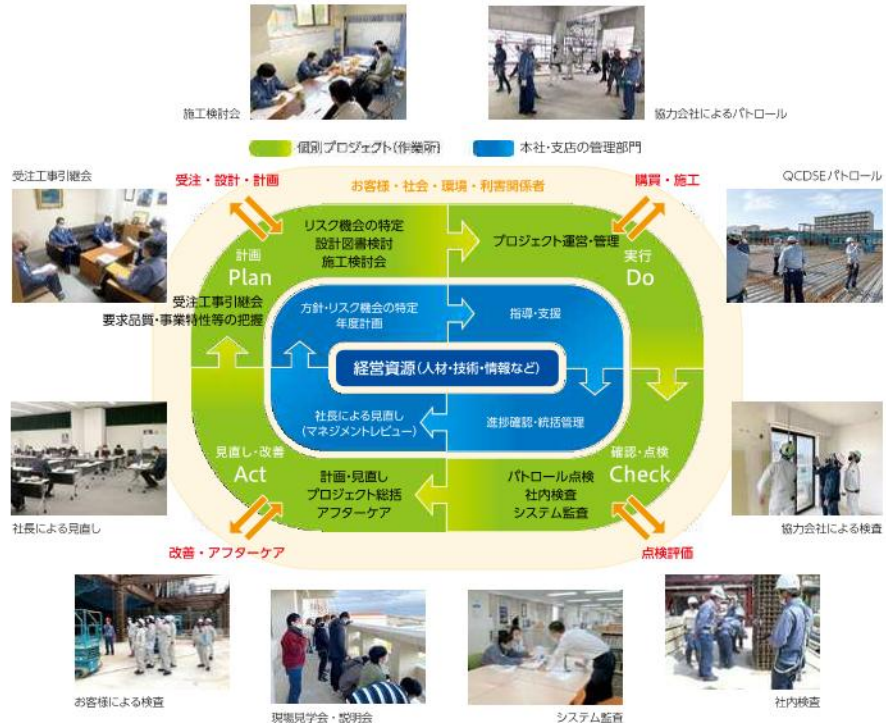 施工検討会
協力会社によるパトロール
個別プロジェクト(作業所)
本社・支店の管理部門
受注工事引継会
受注・設計・計画
お客様・社会・環境・利害関係者
購買・施工
QCDSEパトロール
計画
Plan
リスク機会の特定
設計図書検討
施工検討会
プロジェクト運営・管理
実行
Do
受注工事引継会
要求品質・事業特性等の把握
方針・リスク機会の特定
年度計画
指導・支援
経営資源(人材・技術・情報など)
社長による見直し
(マネジメントレビュー)
進捗確認・統括管理
見直し・改善
Act
計画・見直し
プロジェクト総括
アフターケア
パトロール点検
社内検査
システム監査
確認・点検
Check
社長による見直し
協力会社による検査
改善・アフターケア
点検評価
お客様による検査
現場見学会・説明会
システム監査
社内検査